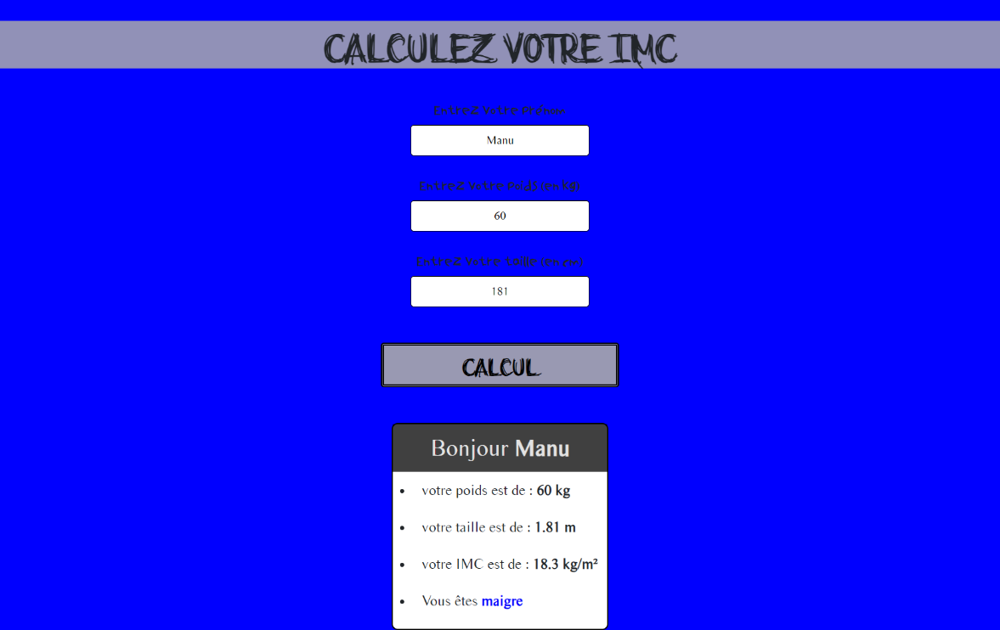 CALCULEZ VOTRE IMC
Entrez Votre Prénom
Manu
Entrez Votre Poids (en kg)
60
Entrez Votre taille (en cm)
181
CALCUL
Bonjour Manu
votre poids est de : 60 kg
votre taille est de : 1.81 m
votre IMC est de : 18.3 kg/m²
Vous êtes maigre